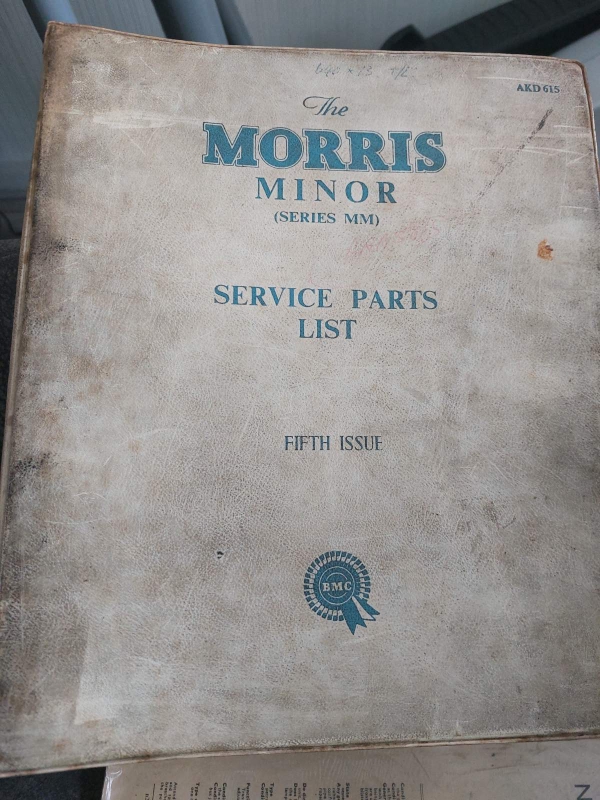 AKD 615
The
MORRIS
MINOR
(SERIES MM)
SERVICE PARTS
LIST
FIFTH ISSUE
BMC